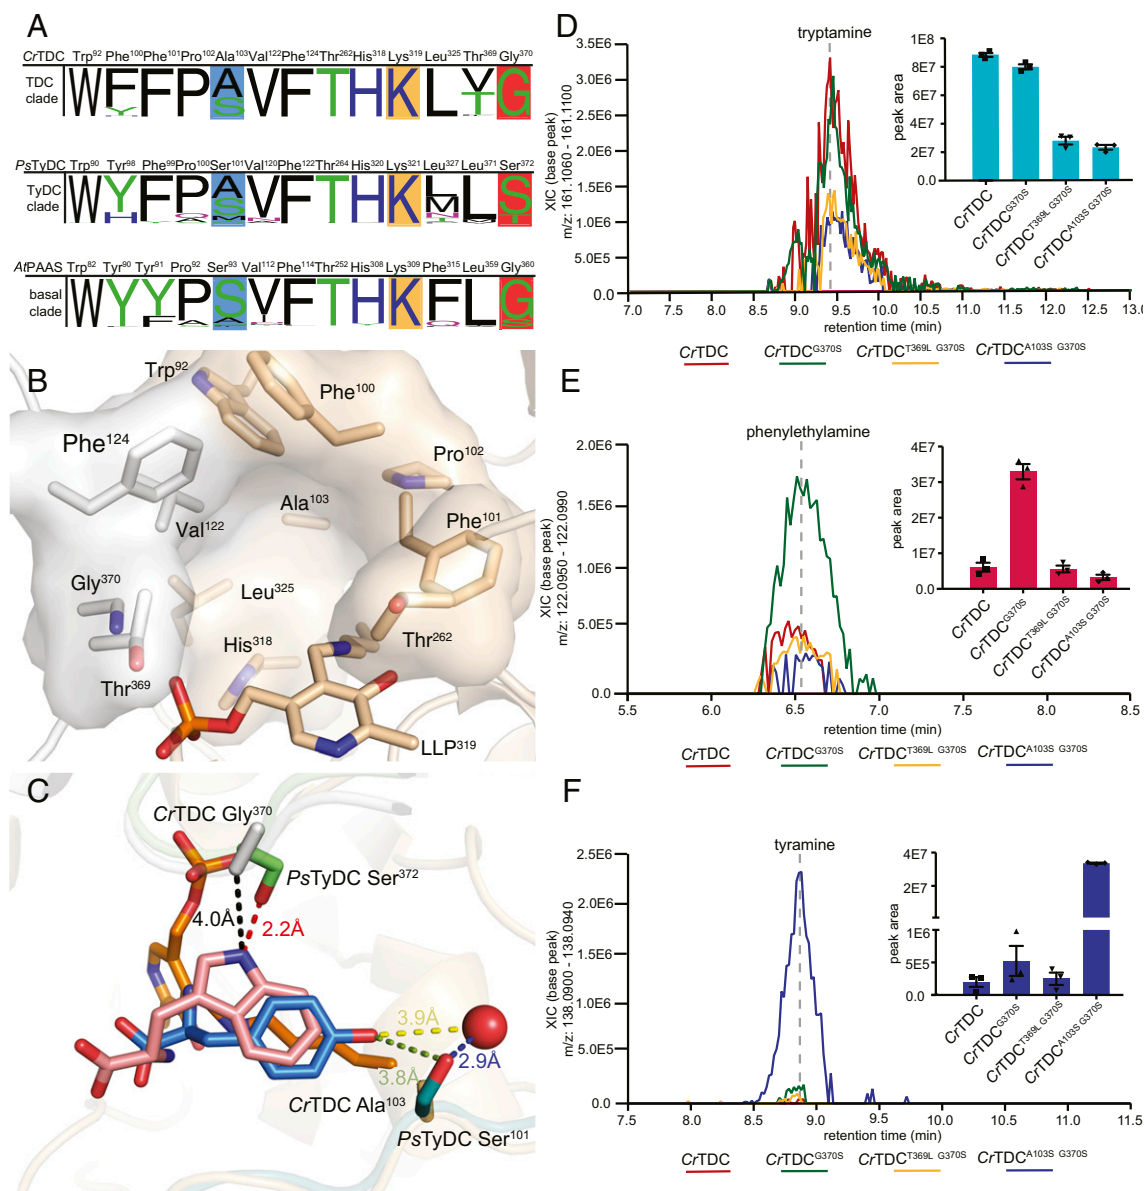 A
CrTDC Trp92 Phe100 Phe101 Pro102 Ala103 Val122 Phe124 Thr262 His318 Lys319 Leu325 Thr369 Gly370
TDC
clade
PsTyDC Trp90 Tyr98 Phe99 Pro100 Ser101 Val120 Phe122 Thr264 His320 Lys321 Leu327 Leu371 Ser372
TyDC
clade
AtPAAS Trp82 Tyr90 Tyr91 Pro92 Ser93 Val112 Phe114 Thr252 His308 Lys309 Phe315 Leu359 Gly360
basal
clade
B
Trp92
Phe100
Phe124
Pro102
Ala103
Val122
Phe101
Gly370
Leu325
His318
Thr262
Thr369
LLP319
C
CrTDC Gly370
PsTyDC Ser372
4.0Å
2.2Å
3.9Å
2.9Å
3.8Å
CrTDC Ala103
PsTyDC Ser101
D
tryptamine
XIC (base peak)
m/z: 161.1060 - 161.1100
3.5E6
3.0E6
2.5E6
2.0E6
1.5E6
1.0E6
5.0E5
0.0
7.0 7.5 8.0 8.5 9.0 9.5 10.0 10.5 11.0 11.5 12.0 12.5 13.0
retention time (min)
peak area
1E8
8E7
6E7
4E7
2E7
0.0
CrTDC
CrTDCG370S
CrTDCT369L G370S
CrTDCA103S G370S
CrTDC CrTDCG370S CrTDCT369L G370S CrTDCA103S G370S
E
phenylethylamine
XIC (base peak)
m/z: 122.0950 - 122.0990
2.0E6
1.5E6
1.0E6
5.0E5
0.0
5.5 6.0 6.5 7.0 7.5 8.0 8.5
retention time (min)
peak area
4E7
3E7
2E7
1E7
0.0
CrTDC
CrTDCG370S
CrTDCT369L G370S
CrTDCA103S G370S
CrTDC CrTDCG370S CrTDCT369L G370S CrTDCA103S G370S
F
tyramine
XIC (base peak)
m/z: 138.0900 - 138.0940
2.5E6
2.0E6
1.5E6
1.0E6
5.0E5
0.0
7.5 8.0 8.5 9.0 9.5 10.0 10.5 11.0 11.5
retention time (min)
peak area
4E7
2E7
1E6
5E5
0.0
CrTDC
CrTDCG370S
CrTDCT369L G370S
CrTDCA103S G370S
CrTDC CrTDCG370S CrTDCT369L G370S CrTDCA103S G370S